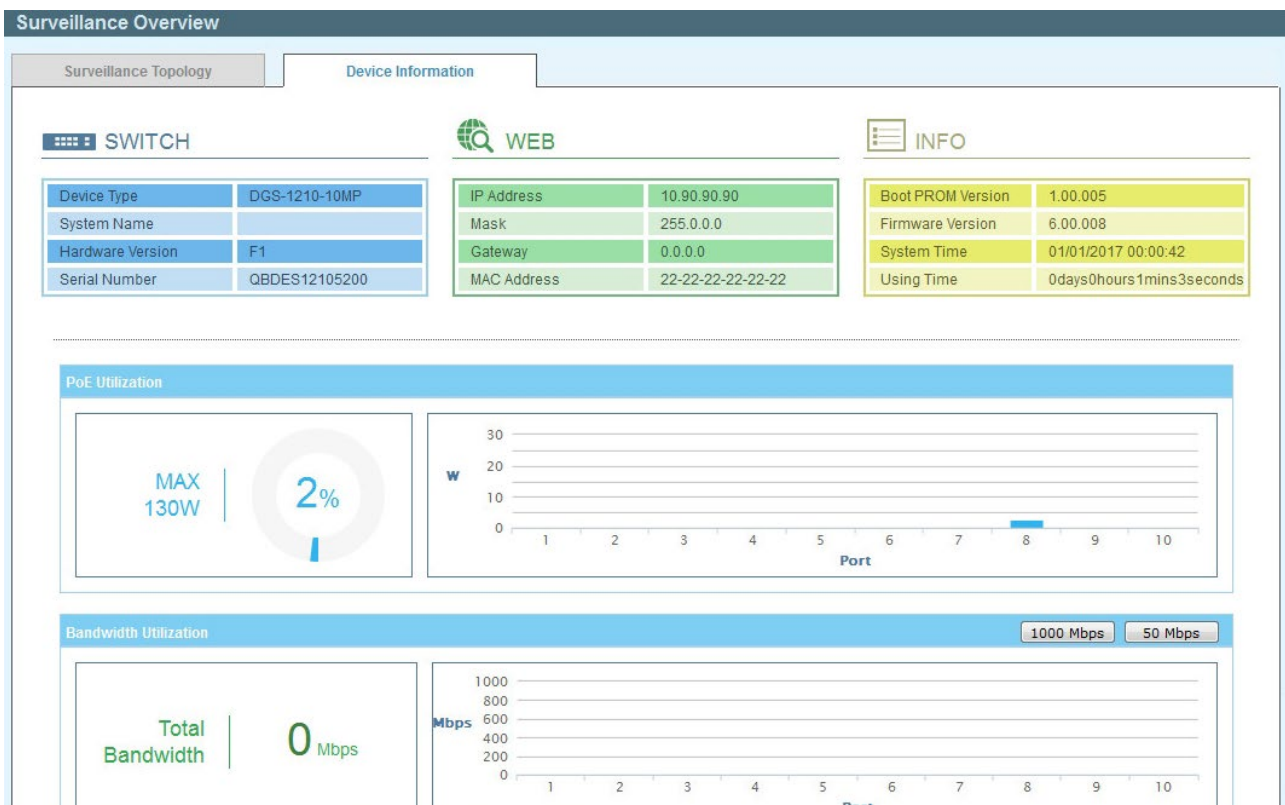 Surveillance Overview
Surveillance Topology
Device Information
SWITCH
Device Type DGS-1210-10MP
System Name
Hardware Version F1
Serial Number QBDES12105200
WEB
IP Address 10.90.90.90
Mask 255.0.0.0
Gateway 0.0.0.0
MAC Address 22-22-22-22-22-22
INFO
Boot PROM Version 1.00.005
Firmware Version 6.00.008
System Time 01/01/2017 00:00:42
Using Time 0days0hours1mins3seconds
PoE Utilization
MAX
130W
2%
30
20
W
10
0
1 2 3 4 5 6 7 8 9 10
Port
Bandwidth Utilization
1000 Mbps 50 Mbps
Total
Bandwidth
0 Mbps
1000
800
Mbps 600
400
200
0
1 2 3 4 5 6 7 8 9 10